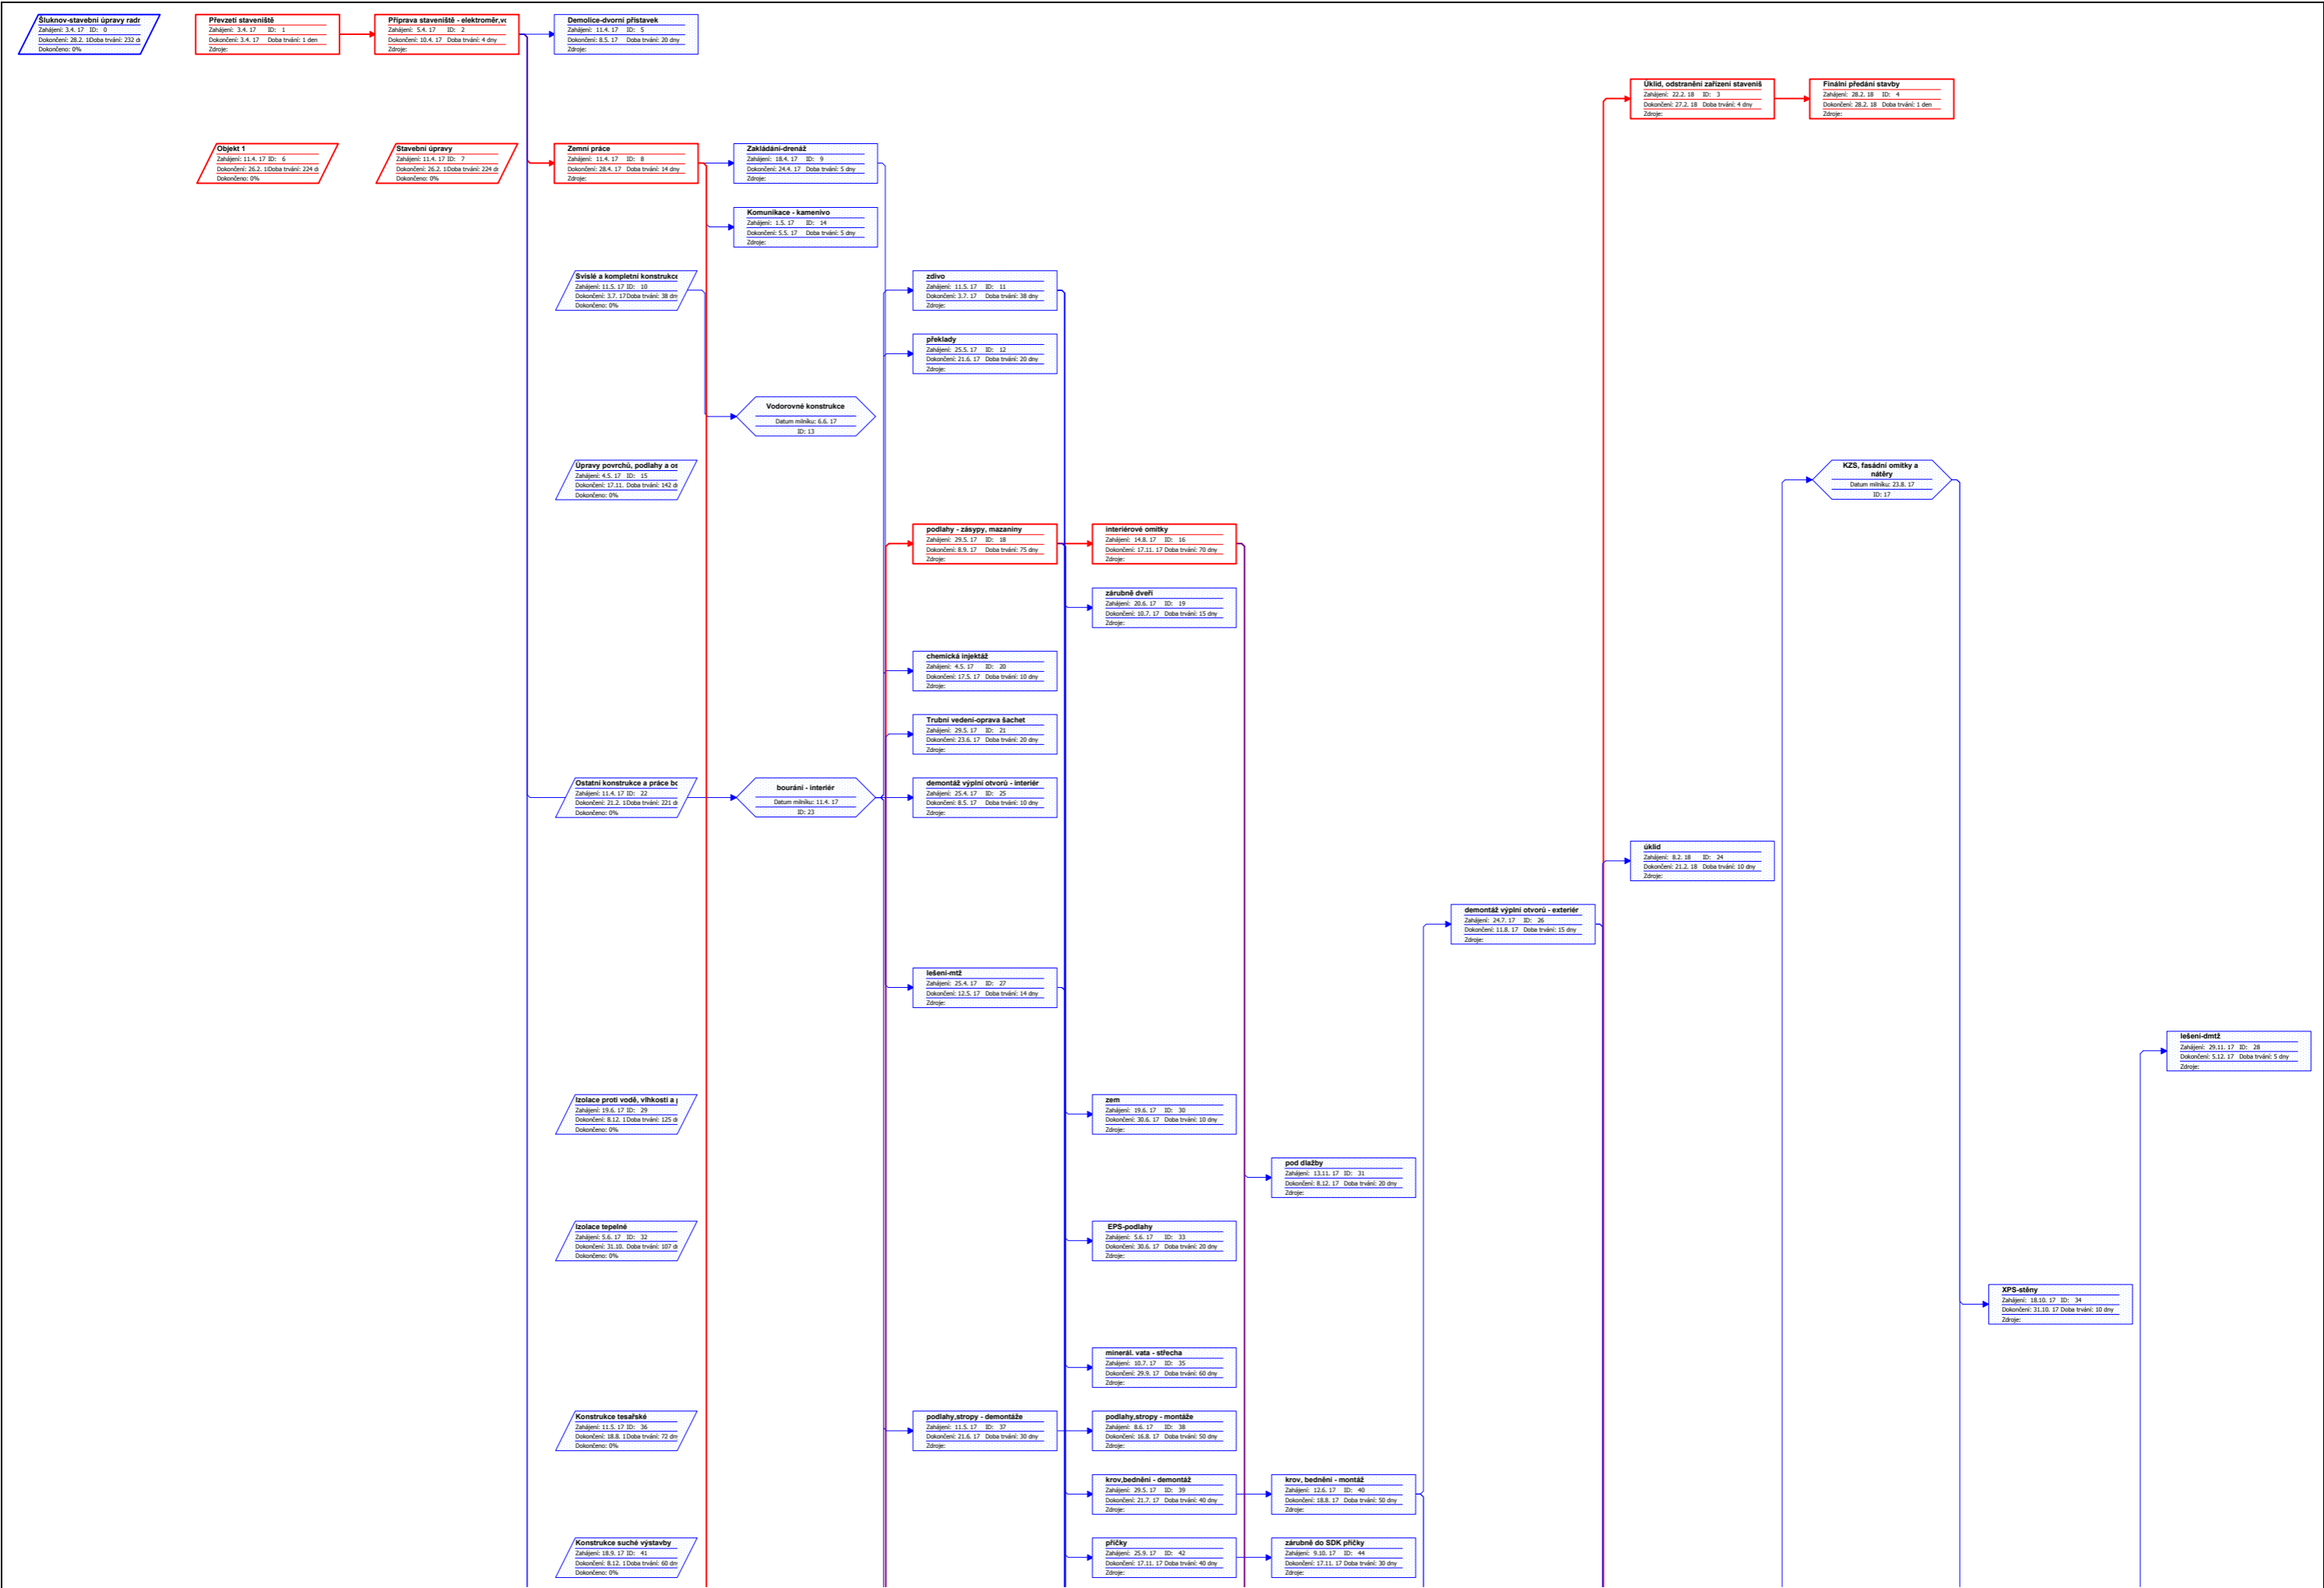 Šluknov-stavební úpravy radr
Zahájení: 3.4. 17 ID: 0
Dokončení: 28.2. 1Doba trvání: 232 d
Dokončeno: 0%
Převzetí staveniště
Zahájení: 3.4. 17 ID: 1
Dokončení: 3.4. 17 Doba trvání: 1 den
Zdroje:
Příprava staveniště - elektroměr,vo
Zahájení: 5.4. 17 ID: 2
Dokončení: 10.4. 17 Doba trvání: 4 dny
Zdroje:
Demolice-dvorní přístavek
Zahájení: 11.4. 17 ID: 5
Dokončení: 8.5. 17 Doba trvání: 20 dny
Zdroje:
Úklid, odstranění zařízení staveniš
Zahájení: 22.2. 18 ID: 3
Dokončení: 27.2. 18 Doba trvání: 4 dny
Zdroje:
Finální předání stavby
Zahájení: 28.2. 18 ID: 4
Dokončení: 28.2. 18 Doba trvání: 1 den
Zdroje:
Objekt 1
Zahájení: 11.4. 17 ID: 6
Dokončení: 26.2. 1Doba trvání: 224 d
Dokončeno: 0%
Stavební úpravy
Zahájení: 11.4. 17 ID: 7
Dokončení: 26.2. 1Doba trvání: 224 dr
Dokončeno: 0%
Zemní práce
Zahájení: 11.4. 17 ID: 8
Dokončení: 28.4. 17 Doba trvání: 14 dny
Zdroje:
Zakládání-drenáž
Zahájení: 18.4. 17 ID: 9
Dokončení: 24.4. 17 Doba trvání: 5 dny
Zdroje:
Komunikace - kamenivo
Zahájení: 1.5. 17 ID: 14
Dokončení: 5.5. 17 Doba trvání: 5 dny
Zdroje:
Svislé a kompletní konstrukce
Zahájení: 11.5. 17 ID: 10
Dokončení: 3.7. 17Doba trvání: 38 dn
Dokončeno: 0%
zdivo
Zahájení: 11.5. 17 ID: 11
Dokončení: 3.7. 17 Doba trvání: 38 dny
Zdroje:
překlady
Zahájení: 25.5. 17 ID: 12
Dokončení: 21.6. 17 Doba trvání: 20 dny
Zdroje:
Vodorovné konstrukce
Datum milníku: 6.6. 17
ID: 13
Úpravy povrchů, podlahy a os
Zahájení: 4.5. 17 ID: 15
Dokončení: 17.11. Doba trvání: 142 d
Dokončeno: 0%
KZS, fasádní omítky a
nátěry
Datum milníku: 23.8. 17
ID: 17
podlahy - zásypy, mazaniny
Zahájení: 29.5. 17 ID: 18
Dokončení: 8.9. 17 Doba trvání: 75 dny
Zdroje:
interiérové omítky
Zahájení: 14.8. 17 ID: 16
Dokončení: 17.11. 17 Doba trvání: 70 dny
Zdroje:
zárubně dveří
Zahájení: 20.6. 17 ID: 19
Dokončení: 10.7. 17 Doba trvání: 15 dny
Zdroje:
chemická injektáž
Zahájení: 4.5. 17 ID: 20
Dokončení: 17.5. 17 Doba trvání: 10 dny
Zdroje:
Trubní vedení-oprava šachet
Zahájení: 29.5. 17 ID: 21
Dokončení: 23.6. 17 Doba trvání: 20 dny
Zdroje:
Ostatní konstrukce a práce bo
Zahájení: 11.4. 17 ID: 22
Dokončení: 21.2. 1Doba trvání: 221 d
Dokončeno: 0%
bourání - interiér
Datum milníku: 11.4. 17
ID: 23
demontáž výplní otvorů - interiér
Zahájení: 25.4. 17 ID: 25
Dokončení: 8.5. 17 Doba trvání: 10 dny
Zdroje:
úklid
Zahájení: 8.2. 18 ID: 24
Dokončení: 21.2. 18 Doba trvání: 10 dny
Zdroje:
demontáž výplní otvorů - exteriér
Zahájení: 24.7. 17 ID: 26
Dokončení: 11.8. 17 Doba trvání: 15 dny
Zdroje:
lešení-mtž
Zahájení: 25.4. 17 ID: 27
Dokončení: 12.5. 17 Doba trvání: 14 dny
Zdroje:
lešení-dmtž
Zahájení: 29.11. 17 ID: 28
Dokončení: 5.12. 17 Doba trvání: 5 dny
Zdroje:
Izolace proti vodě, vlhkosti a
Zahájení: 19.6. 17 ID: 29
Dokončení: 8.12. 1Doba trvání: 125 d
Dokončeno: 0%
zem
Zahájení: 19.6. 17 ID: 30
Dokončení: 30.6. 17 Doba trvání: 10 dny
Zdroje:
pod dlažby
Zahájení: 13.11. 17 ID: 31
Dokončení: 8.12. 17 Doba trvání: 20 dny
Zdroje:
Izolace tepelné
Zahájení: 5.6. 17 ID: 32
Dokončení: 31.10. Doba trvání: 107 d
Dokončeno: 0%
EPS-podlahy
Zahájení: 5.6. 17 ID: 33
Dokončení: 30.6. 17 Doba trvání: 20 dny
Zdroje:
XPS-stěny
Zahájení: 18.10. 17 ID: 34
Dokončení: 31.10. 17 Doba trvání: 10 dny
Zdroje:
minerál. vata - střecha
Zahájení: 10.7. 17 ID: 35
Dokončení: 29.9. 17 Doba trvání: 60 dny
Zdroje:
Konstrukce tesařské
Zahájení: 11.5. 17 ID: 36
Dokončení: 18.8. 1Doba trvání: 72 dn
Dokončeno: 0%
podlahy,stropy - demontáže
Zahájení: 11.5. 17 ID: 37
Dokončení: 21.6. 17 Doba trvání: 30 dny
Zdroje:
podlahy,stropy - montáže
Zahájení: 8.6. 17 ID: 38
Dokončení: 16.8. 17 Doba trvání: 50 dny
Zdroje:
krov,bednění - demontáž
Zahájení: 29.5. 17 ID: 39
Dokončení: 21.7. 17 Doba trvání: 40 dny
Zdroje:
krov, bednění - montáž
Zahájení: 12.6. 17 ID: 40
Dokončení: 18.8. 17 Doba trvání: 50 dny
Zdroje:
Konstrukce suché výstavby
Zahájení: 18.9. 17 ID: 41
Dokončení: 8.12. 1Doba trvání: 60 dn
Dokončeno: 0%
příčky
Zahájení: 25.9. 17 ID: 42
Dokončení: 17.11. 17 Doba trvání: 40 dny
Zdroje:
zárubně do SDK příčky
Zahájení: 9.10. 17 ID: 44
Dokončení: 17.11. 17 Doba trvání: 30 dny
Zdroje: